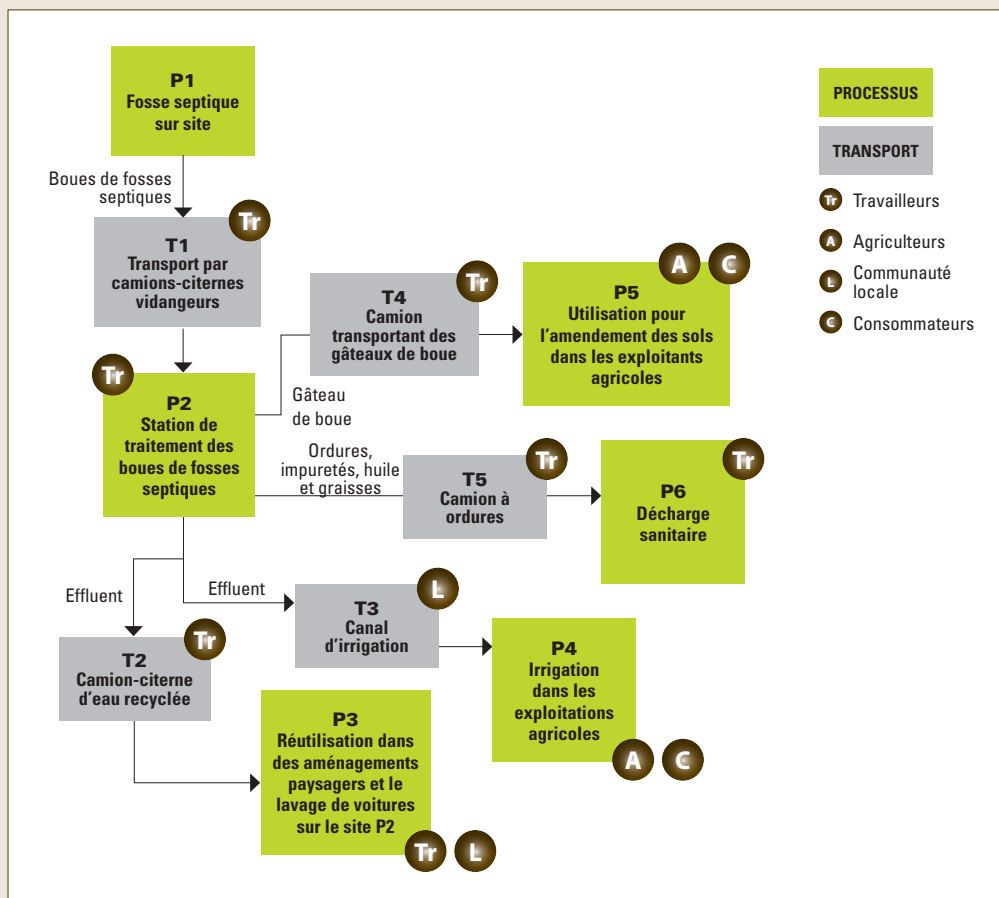 P1
Fosse septique
sur site
Boues de fosses
septiques
Tr
T1
Transport par
camions-citernes
vidangeurs
Tr
P2
Station de
traitement des
boues de fosses
septiques
Gâteau
de boue
Tr
T4
Camion
transportant des
gâteaux de boue
A
C
P5
Utilisation pour
l'amendement des sols
dans les exploitants
agricoles
Ordures,
impuretés, huile
et graisses
Tr
T5
Camion à
ordures
Tr
P6
Décharge
sanitaire
Effluent
Effluent
L
T3
Canal
d'irrigation
P4
Irrigation
dans les
exploitations
agricoles
A
C
Tr
T2
Camion-citerne
d'eau recyclée
P3
Réutilisation dans
des aménagements
paysagers et le
lavage de voitures
sur le site P2
Tr
L
PROCESSUS
TRANSPORT
Tr Travailleurs
A Agriculteurs
L Communauté
locale
C Consommateurs